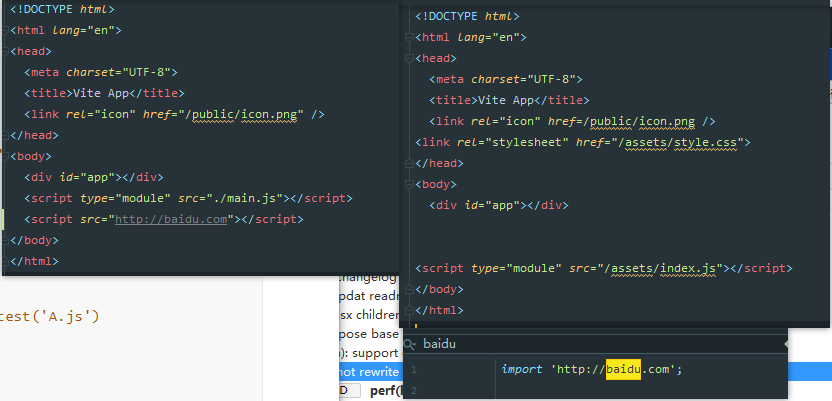 <!DOCTYPE html>
<html lang="en">
<head>
<meta charset="UTF-8">
<title>Vite App</title>
<link rel="icon" href="/public/icon.png" />
</head>
<body>
<div id="app"></div>
<script type="module" src="./main.js"></script>
<script src="http://baidu.com"></script>
</body>
</html>
<!DOCTYPE html>
<html lang="en">
<head>
<meta charset="UTF-8">
<title>Vite App</title>
<link rel="icon" href=/public/icon.png />
<link rel="stylesheet" href="/assets/style.css">
</head>
<body>
<div id="app"></div>
<script type="module" src="/assets/index.js"></script>
</body>
</html>
test('A.js')
changelog
updat readm
sx children
pose base
): support
not rewrite
D perf(
baidu
1 import 'http://baidu.com';
2